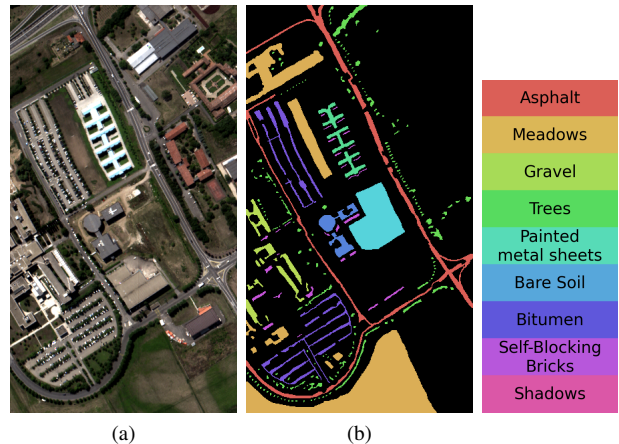 Asphalt
Meadows
Gravel
Trees
Painted
metal sheets
Bare Soil
Bitumen
Self-Blocking
Bricks
Shadows
(a)
(b)